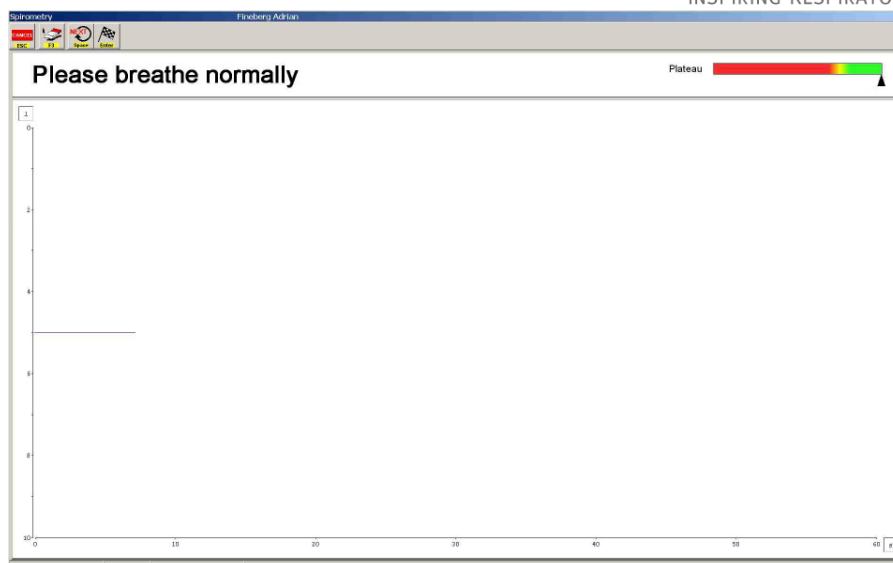 INSPIRING RESPIRATO
Spirometry Fineberg Adrian
CANCEL NEXT
ESC F3 Space Enter
Please breathe normally
Plateau
0
2
4
6
8
10
0 10 20 30 40 50 60